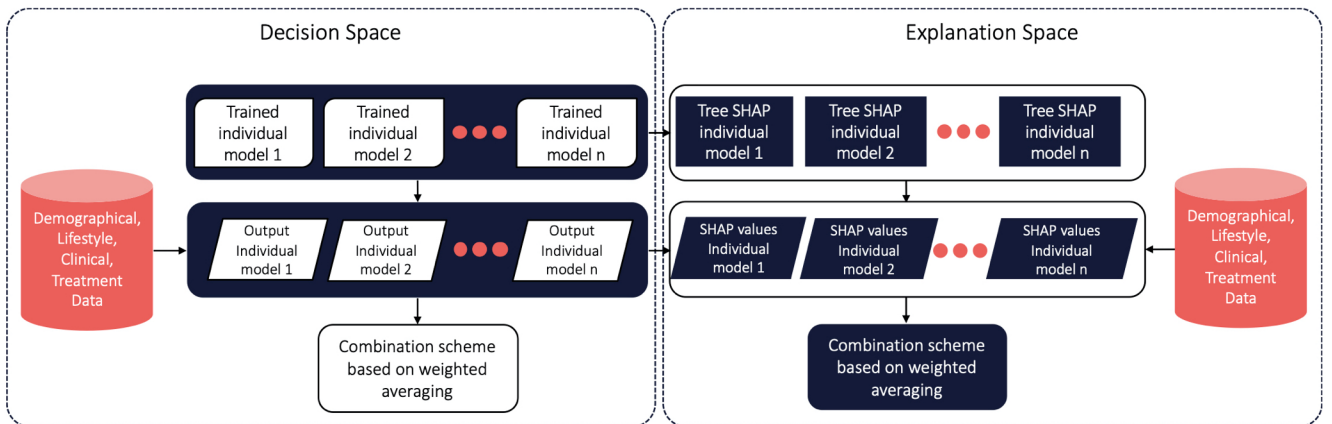 Decision Space
Trained
individual
model 1
Trained
individual
model 2
Trained
individual
model n
Demographical,
Lifestyle,
Clinical,
Treatment
Data
Output
Individual
model 1
Output
Individual
model 2
Output
Individual
model n
Combination scheme
based on weighted
averaging
Explanation Space
Tree SHAP
individual
model 1
Tree SHAP
individual
model 2
Tree SHAP
individual
model n
SHAP values
Individual
model 1
SHAP values
Individual
model 2
SHAP values
Individual
model n
Demographical,
Lifestyle,
Clinical,
Treatment
Data
Combination scheme
based on weighted
averaging